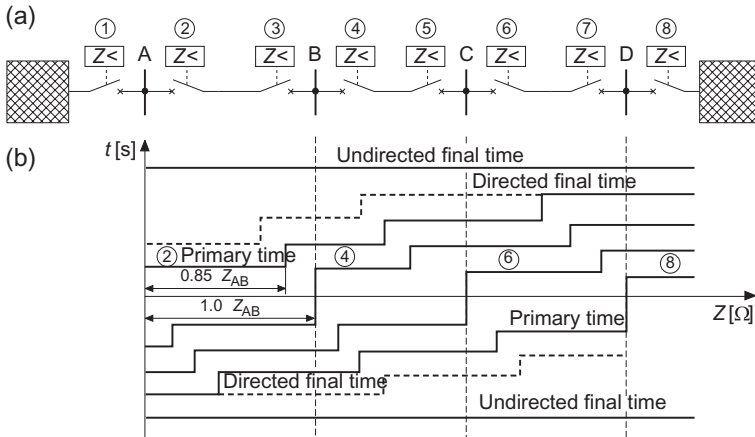 (a)
① ② ③ ④ ⑤ ⑥ ⑦ ⑧
Z< Z< A Z< Z< B Z< Z< C Z< Z< D Z<
(b)
t [s]
Undirected final time
Directed final time
② Primary time ④ ⑥ ⑧
0.85 Z_AB
1.0 Z_AB
Z [Ω]
Primary time
Directed final time
Undirected final time